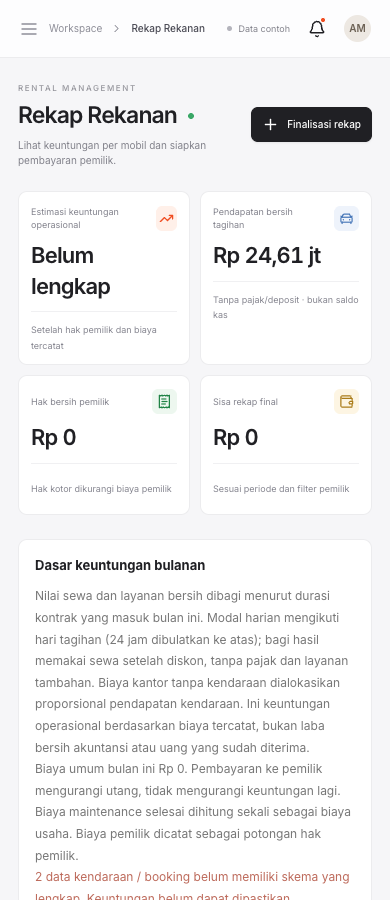 Workspace > Rekap Rekanan
Data contoh
AM
RENTAL MANAGEMENT
Rekap Rekanan
Lihat keuntungan per mobil dan siapkan
pembayaran pemilik.
+ Finalisasi rekap
Estimasi keuntungan
operasional
Belum
lengkap
Setelah hak pemilik dan biaya
tercatat
Pendapatan bersih
tagihan
Rp 24,61 jt
Tanpa pajak/deposit · bukan saldo
kas
Hak bersih pemilik
Rp 0
Hak kotor dikurangi biaya pemilik
Sisa rekap final
Rp 0
Sesuai periode dan filter pemilik
Dasar keuntungan bulanan
Nilai sewa dan layanan bersih dibagi menurut durasi
kontrak yang masuk bulan ini. Modal harian mengikuti
hari tagihan (24 jam dibulatkan ke atas); bagi hasil
memakai sewa setelah diskon, tanpa pajak dan layanan
tambahan. Biaya kantor tanpa kendaraan dialokasikan
proporsional pendapatan kendaraan. Ini keuntungan
operasional berdasarkan biaya tercatat, bukan laba
bersih akuntansi atau uang yang sudah diterima.
Biaya umum bulan ini Rp 0. Pembayaran ke pemilik
mengurangi utang, tidak mengurangi keuntungan lagi.
Biaya maintenance selesai dihitung sekali sebagai biaya
usaha. Biaya pemilik dicatat sebagai potongan hak
pemilik.
2 data kendaraan / booking belum memiliki skema yang
lengkap. Keuntungan belum dapat dipastikan.